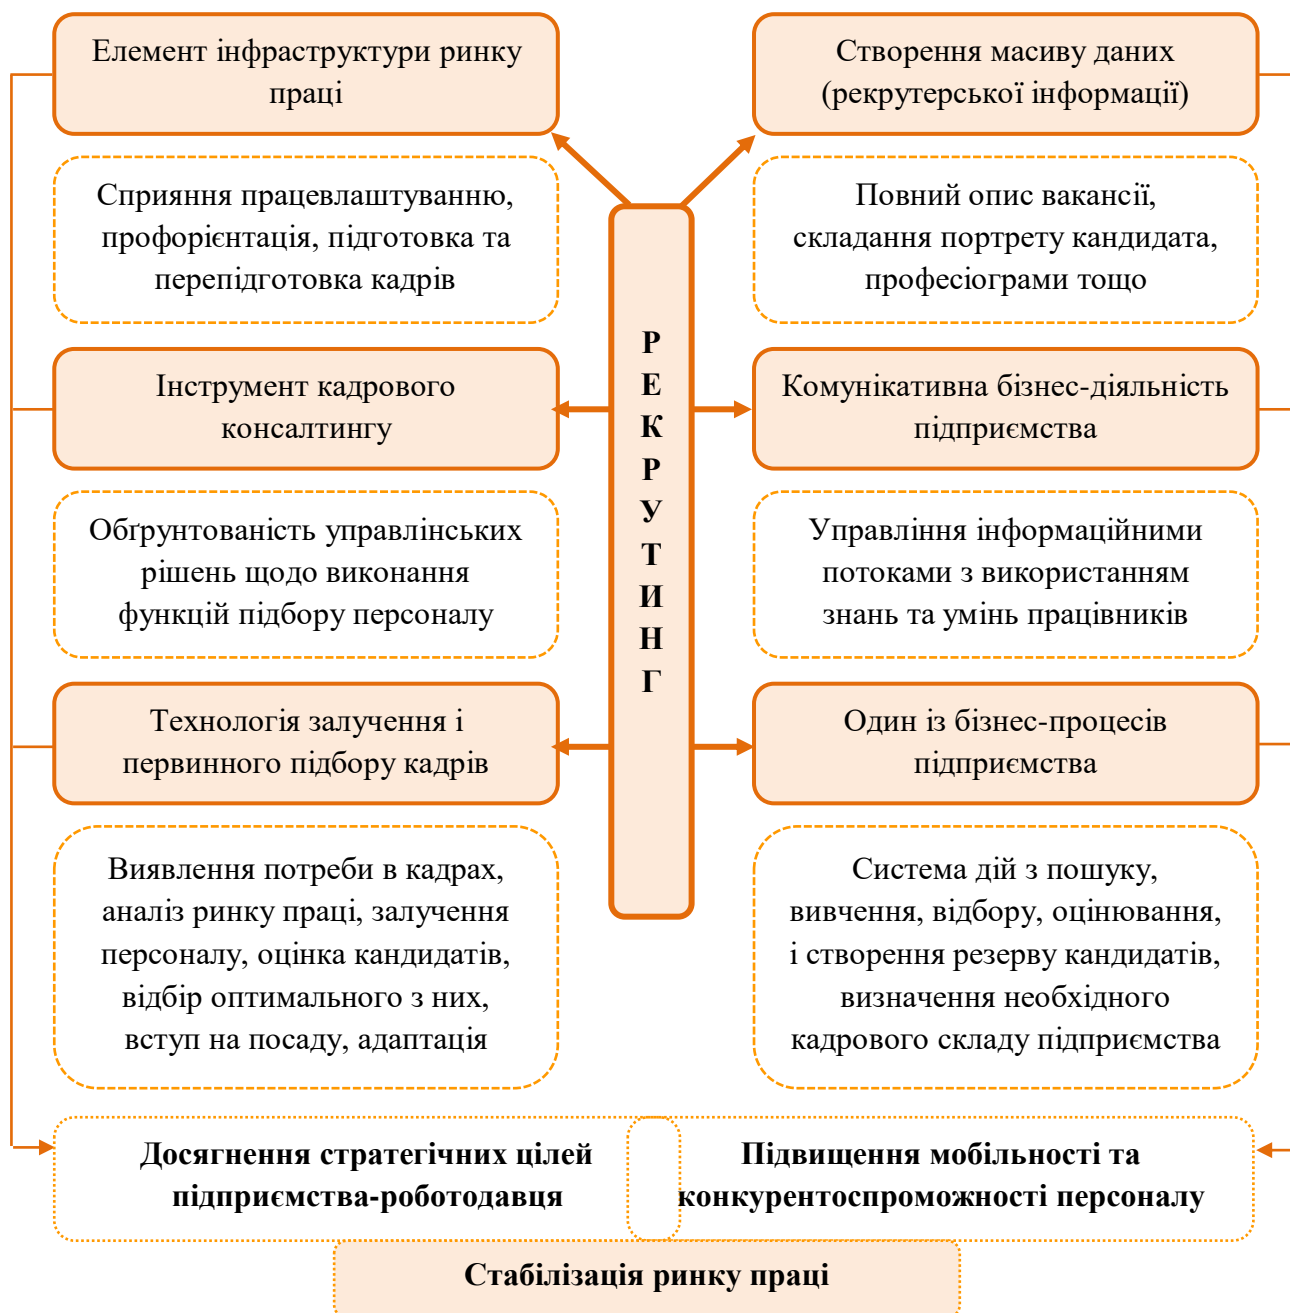 Елемент інфраструктури ринку
праці
Сприяння працевлаштуванню,
профорієнтація, підготовка та
перепідготовка кадрів
Інструмент кадрового
консалтингу
Обґрунтованість управлінських
рішень щодо виконання
функцій підбору персоналу
Технологія залучення і
первинного підбору кадрів
Виявлення потреби в кадрах,
аналіз ринку праці, залучення
персоналу, оцінка кандидатів,
відбір оптимального з них,
вступ на посаду, адаптація
Р
Е
К
Р
У
Т
И
Н
Г
Створення масиву даних
(рекрутерської інформації)
Повний опис вакансії,
складання портрету кандидата,
професіограми тощо
Комунікативна бізнес-діяльність
підприємства
Управління інформаційними
потоками з використанням
знань та умінь працівників
Один із бізнес-процесів
підприємства
Система дій з пошуку,
вивчення, відбору, оцінювання,
і створення резерву кандидатів,
визначення необхідного
кадрового складу підприємства
Досягнення стратегічних цілей
підприємства-роботодавця
Підвищення мобільності та
конкурентоспроможності персоналу
Стабілізація ринку праці